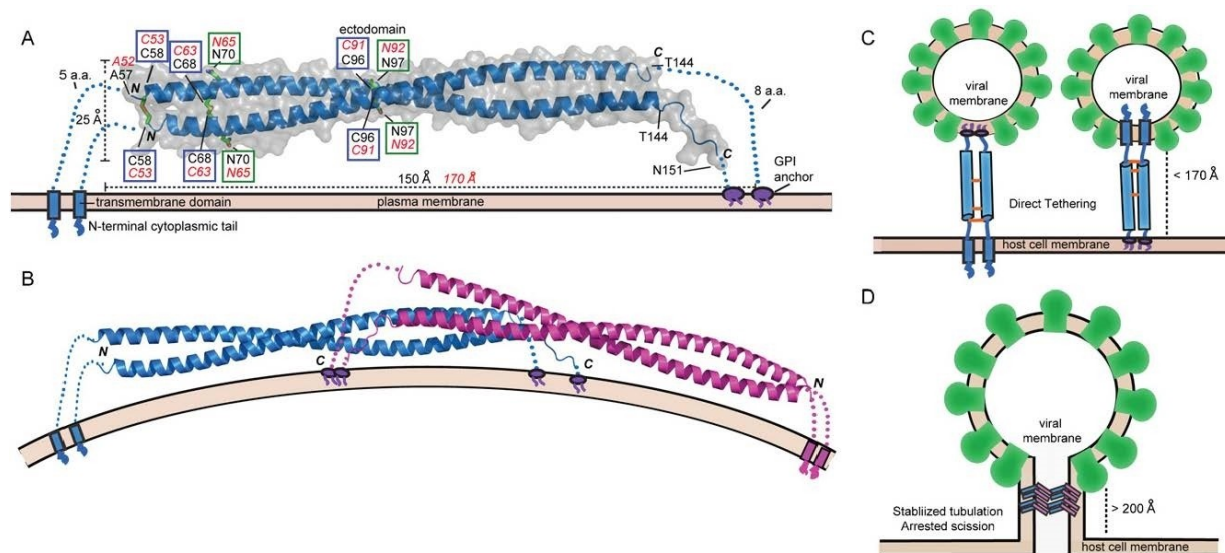 A
ectodomain
C53 C63 N65 C91 N92
A52 C58 C68 N70 C96 N97
5 a.a.
A57
N
C
T144
25 Å
8 a.a.
N
C58 C68 N70 C96 N97
C53 C63 N65 C91 N92
T144
C
N151
GPI
anchor
150 Å 170 Å
transmembrane domain
plasma membrane
N-terminal cytoplasmic tail
B
N
C
C
N
C
viral
membrane
viral
membrane
< 170 Å
Direct Tethering
host cell membrane
D
viral
membrane
Stabliized tubulation
Arrested scission
> 200 Å
host cell membrane